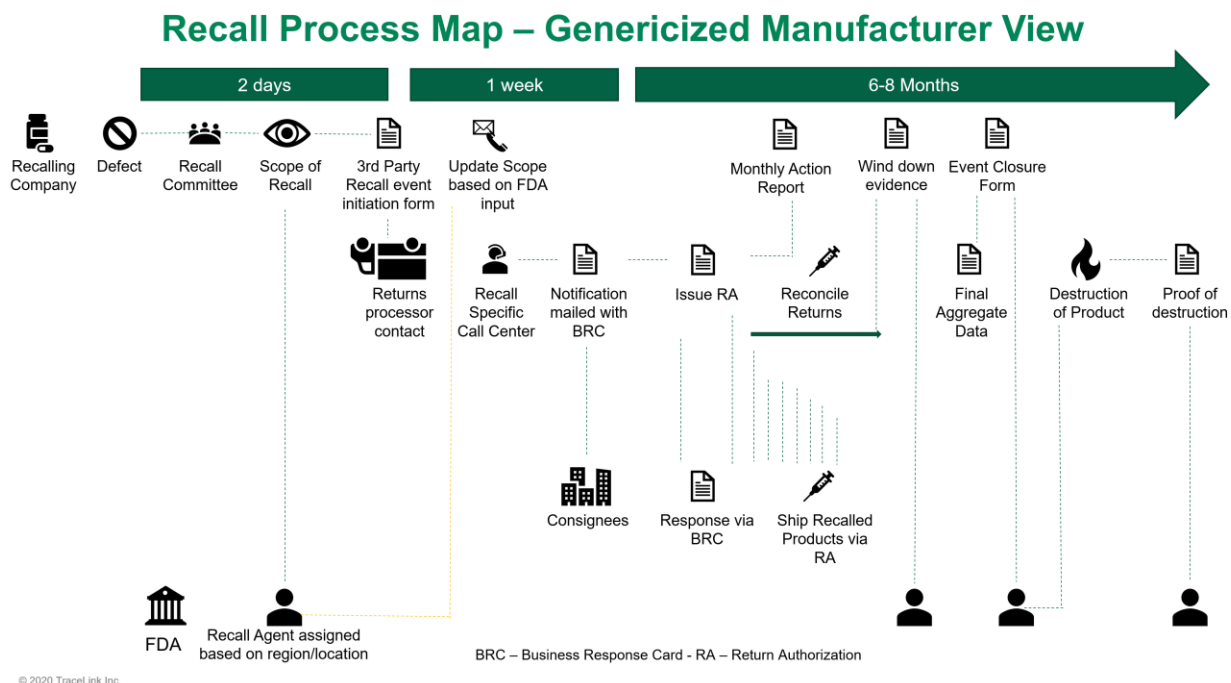 Recall Process Map – Genericized Manufacturer View
2 days
1 week
6-8 Months
Recalling
Company
Defect
Recall
Committee
Scope of
Recall
3rd Party
Recall event
initiation form
Update Scope
based on FDA
input
Monthly Action
Report
Wind down
evidence
Event Closure
Form
Returns
processor
contact
Recall
Specific
Call Center
Notification
mailed with
BRC
Issue RA
Reconcile
Returns
Final
Aggregate
Data
Destruction
of Product
Proof of
destruction
Consignees
Response via
BRC
Ship Recalled
Products via
RA
FDA
Recall Agent assigned
based on region/location
BRC – Business Response Card - RA – Return Authorization
© 2020 TraceLink Inc